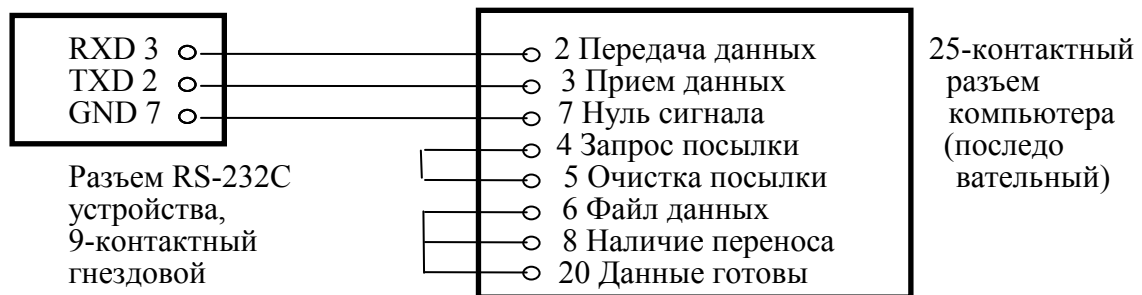 RXD 3
TXD 2
GND 7
Разъем RS-232C
устройства,
9-контактный
гнездовой
2 Передача данных
3 Прием данных
7 Нуль сигнала
4 Запрос посылки
5 Очистка посылки
6 Файл данных
8 Наличие переноса
20 Данные готовы
25-контактный
разъем
компьютера
(последо
вательный)